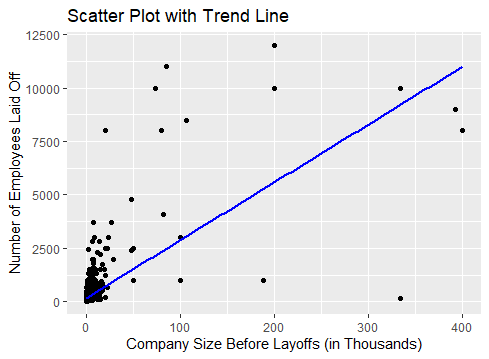 Scatter Plot with Trend Line
12500
10000
7500
5000
2500
0
Number of Employees Laid Off
0 100 200 300 400
Company Size Before Layoffs (in Thousands)